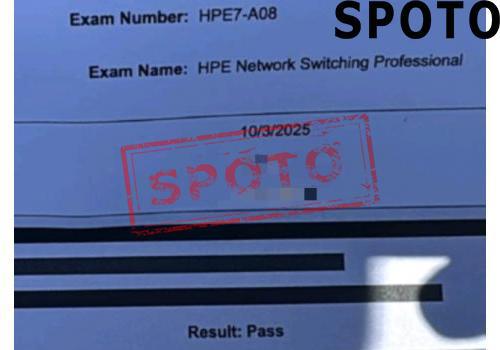 SPOTO
Exam Number: HPE7-A08
Exam Name: HPE Network Switching Professional
10/3/2025
SPOTO
Result: Pass